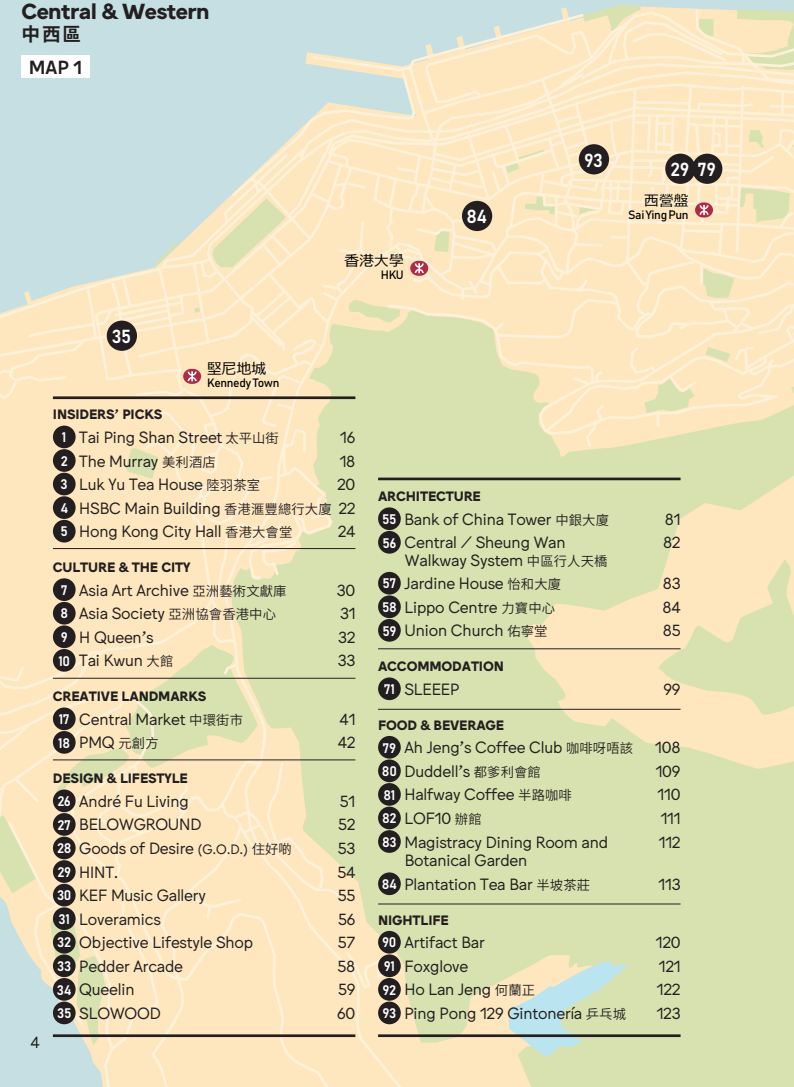 Central & Western
中西區
MAP 1
93
29
79
西營盤
Sai Ying Pun
84
香港大學
HKU
35
堅尼地城
Kennedy Town
INSIDERS’ PICKS
1 Tai Ping Shan Street 太平山街 16
2 The Murray 美利酒店 18
3 Luk Yu Tea House 陸羽茶室 20
4 HSBC Main Building 香港滙豐總行大廈 22
5 Hong Kong City Hall 香港大會堂 24
CULTURE & THE CITY
7 Asia Art Archive 亞洲藝術文獻庫 30
8 Asia Society 亞洲協會香港中心 31
9 H Queen’s 32
10 Tai Kwun 大館 33
CREATIVE LANDMARKS
17 Central Market 中環街市 41
18 PMQ 元創方 42
DESIGN & LIFESTYLE
26 André Fu Living 51
27 BELOWGROUND 52
28 Goods of Desire (G.O.D.) 住好啲 53
29 HINT. 54
30 KEF Music Gallery 55
31 Loveramics 56
32 Objective Lifestyle Shop 57
33 Pedder Arcade 58
34 Queelin 59
35 SLOWOOD 60
ARCHITECTURE
55 Bank of China Tower 中銀大廈 81
56 Central / Sheung Wan 82
Walkway System 中區行人天橋
57 Jardine House 怡和大廈 83
58 Lippo Centre 力寶中心 84
59 Union Church 佑寧堂 85
ACCOMMODATION
71 SLEEEP 99
FOOD & BEVERAGE
79 Ah Jeng’s Coffee Club 咖啡呀唔該 108
80 Duddell’s 都爹利會館 109
81 Halfway Coffee 半路咖啡 110
82 LOF10 辦館 111
83 Magistracy Dining Room and 112
Botanical Garden
84 Plantation Tea Bar 半坡茶莊 113
NIGHTLIFE
90 Artifact Bar 120
91 Foxglove 121
92 Ho Lan Jeng 何蘭正 122
93 Ping Pong 129 Gintonería 乒乓城 123
4